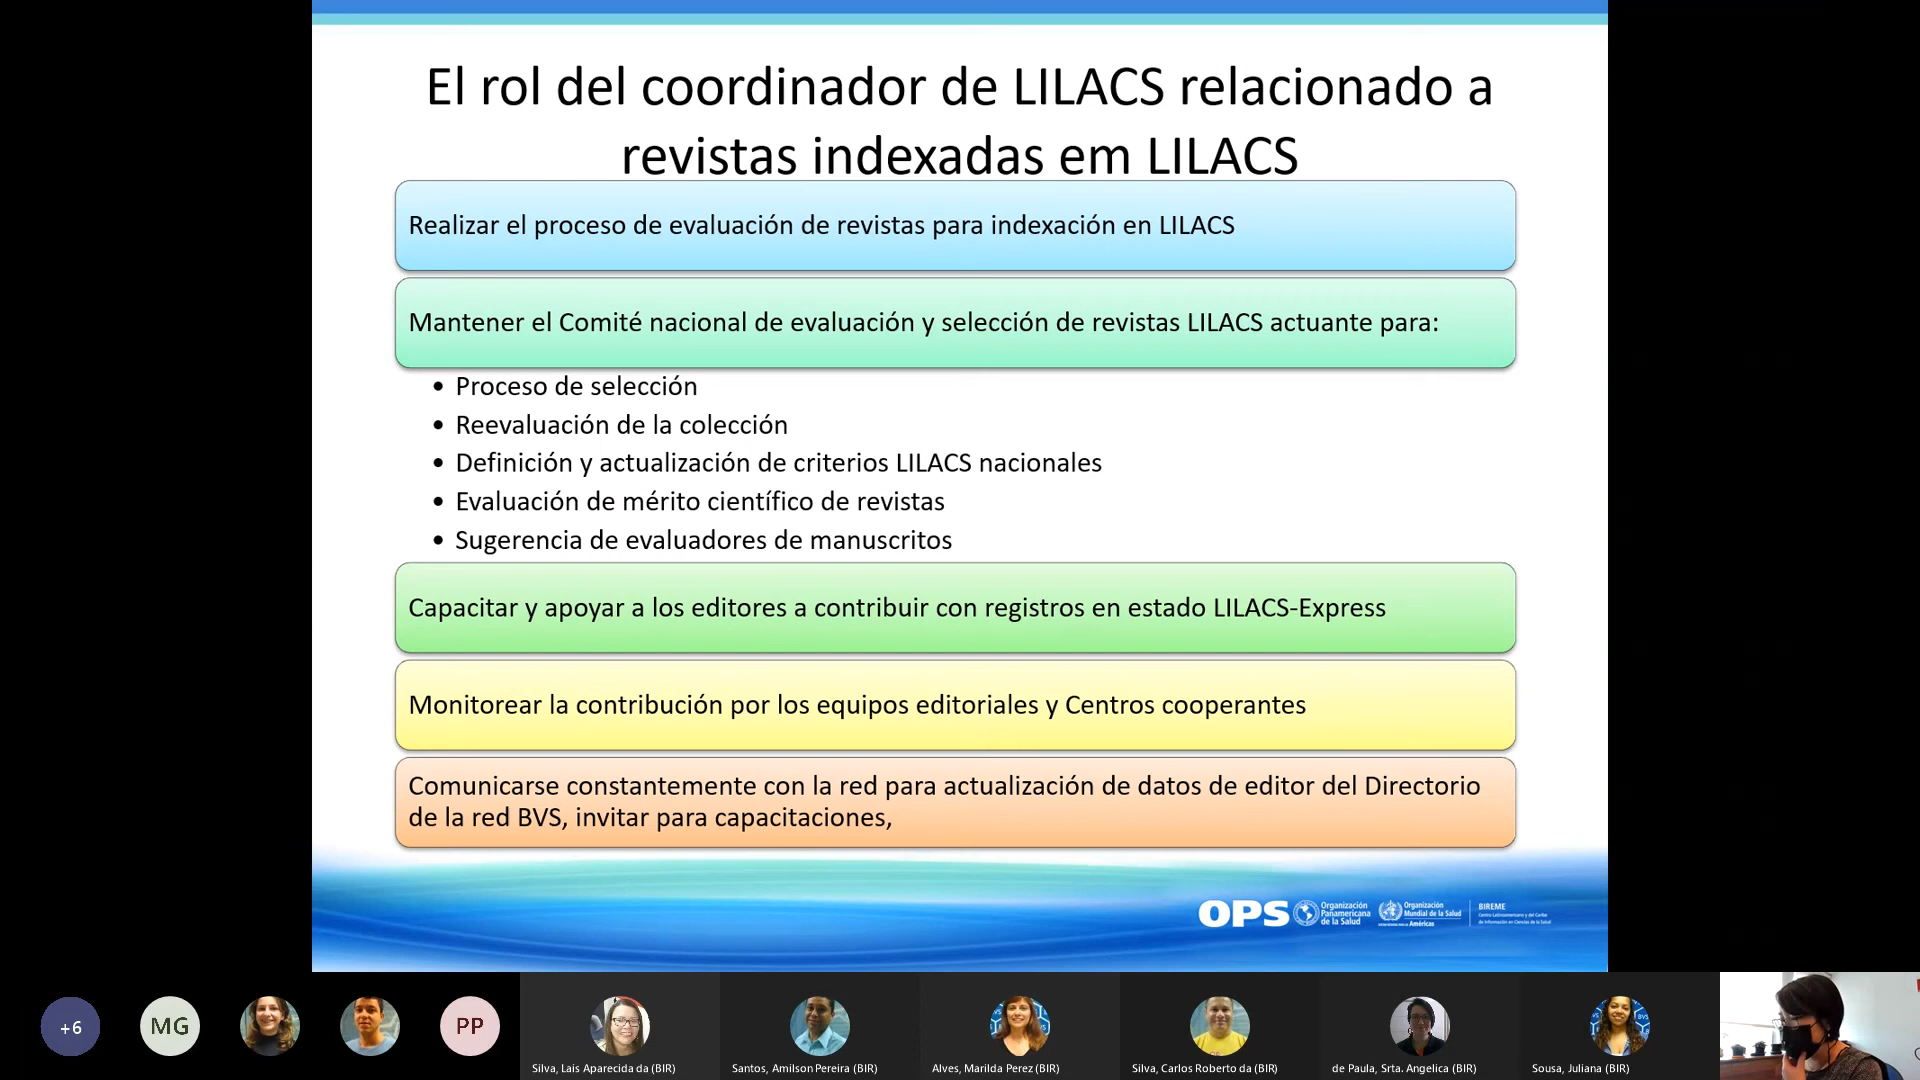 El rol del coordinador de LILACS relacionado a
revistas indexadas em LILACS
Realizar el proceso de evaluación de revistas para indexación en LILACS
Mantener el Comité nacional de evaluación y selección de revistas LILACS actuante para:
• Proceso de selección
• Reevaluación de la colección
• Definición y actualización de criterios LILACS nacionales
• Evaluación de mérito científico de revistas
• Sugerencia de evaluadores de manuscritos
Capacitar y apoyar a los editores a contribuir con registros en estado LILACS-Express
Monitorear la contribución por los equipos editoriales y Centros cooperantes
Comunicarse constantemente con la red para actualización de datos de editor del Directorio
de la red BVS, invitar para capacitaciones,
OPS
Organización
Panamericana
de la Salud
Organización
Mundial de la Salud
Américas
BIREME
Centro Latinoamericano y del Caribe
de Información en Ciencias de la Salud
+6
MG
PP
Silva, Lais Aparecida da (BIR)
Santos, Amilson Pereira (BIR)
Alves, Marilda Perez (BIR)
Silva, Carlos Roberto da (BIR)
de Paula, Srta. Angelica (BIR)
Sousa, Juliana (BIR)